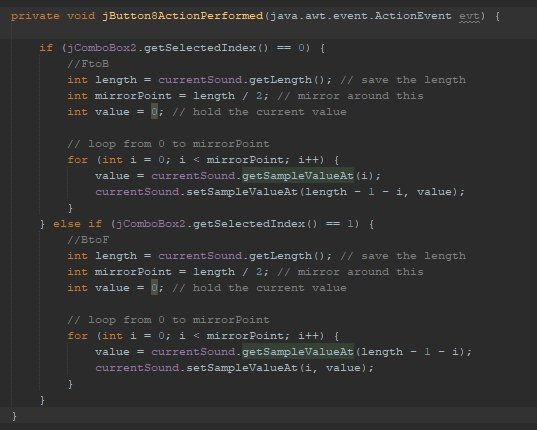 private void jButton8ActionPerformed(java.awt.event.ActionEvent evt) {
if (jComboBox2.getSelectedIndex() == 0) {
//FtoB
int length = currentSound.getLength(); // save the length
int mirrorPoint = length / 2; // mirror around this
int value = 0; // hold the current value
// loop from 0 to mirrorPoint
for (int i = 0; i < mirrorPoint; i++) {
value = currentSound.getSampleValueAt(i);
currentSound.setSampleValueAt(length - 1 - i, value);
}
} else if (jComboBox2.getSelectedIndex() == 1) {
//BtoF
int length = currentSound.getLength(); // save the length
int mirrorPoint = length / 2; // mirror around this
int value = 0; // hold the current value
// loop from 0 to mirrorPoint
for (int i = 0; i < mirrorPoint; i++) {
value = currentSound.getSampleValueAt(length - 1 - i);
currentSound.setSampleValueAt(i, value);
}
}
}